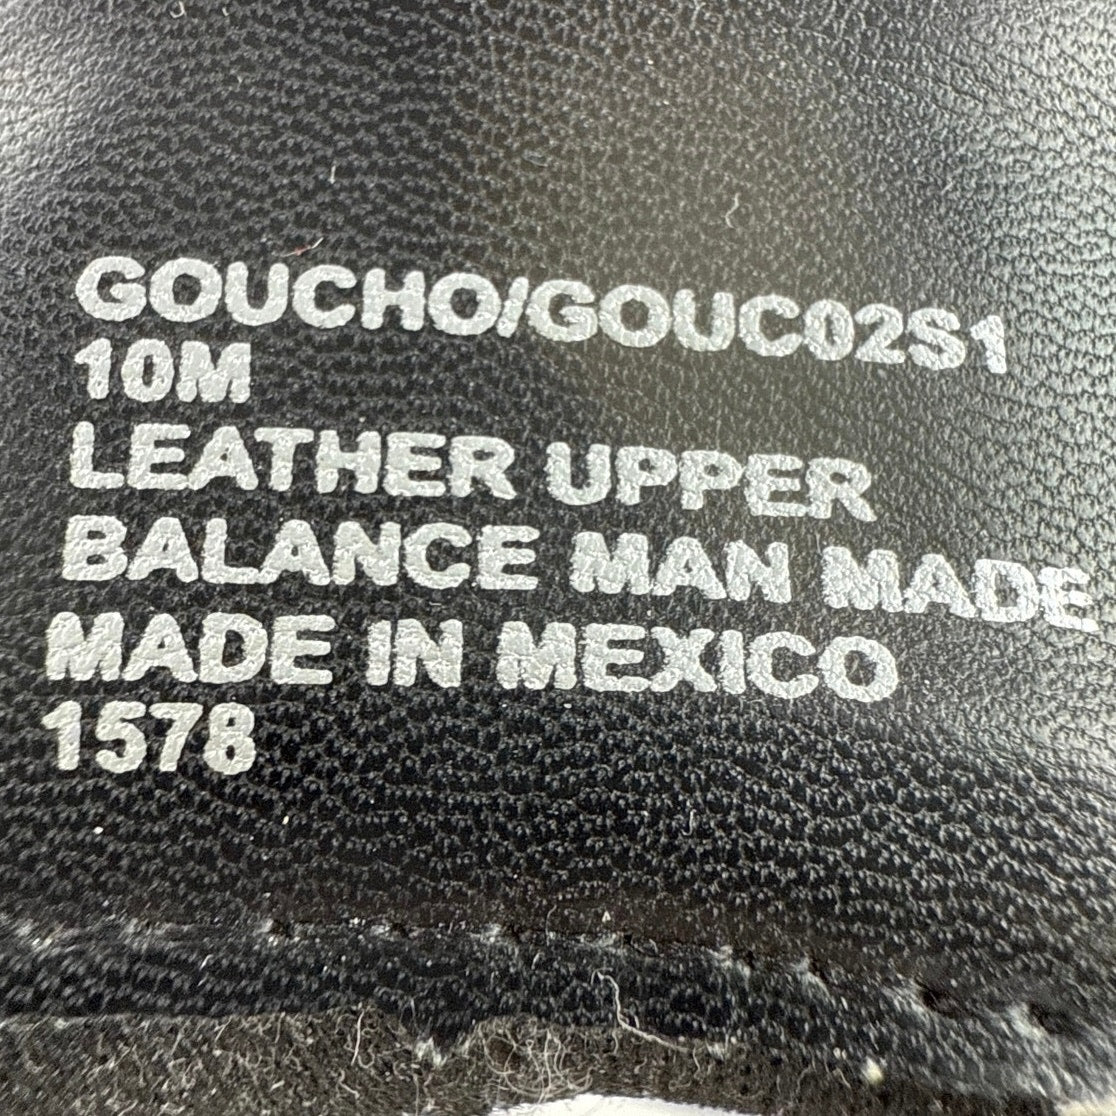 GOUCHO/GOUC02S1
10M
LEATHER UPPER
BALANCE MAN MADE
MADE IN MEXICO
1578